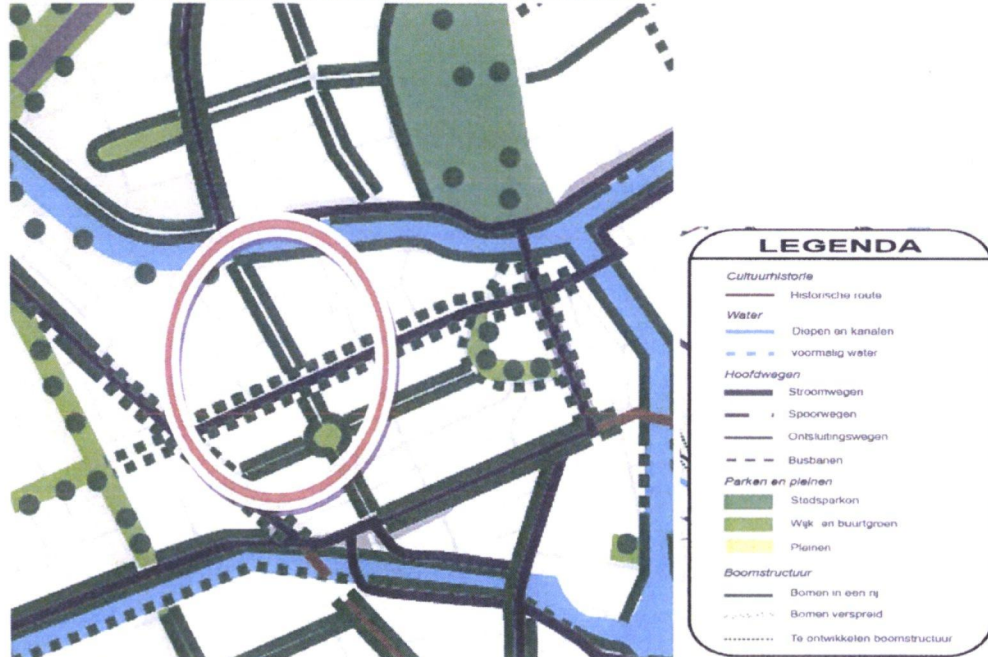 LEGENDA
Cultuurhistorie
Historische route
Water
Diepen en kanalen
voormalig water
Hoofdwegen
Stroomwegen
Spoorwegen
Ontsluitingswegen
Busbanen
Parken en pleinen
Stadsparken
Wijk en buurtgroen
Pleinen
Boomstructuur
Bomen in een rij
Bomen verspreid
Te ontwikkelen boomstructuur